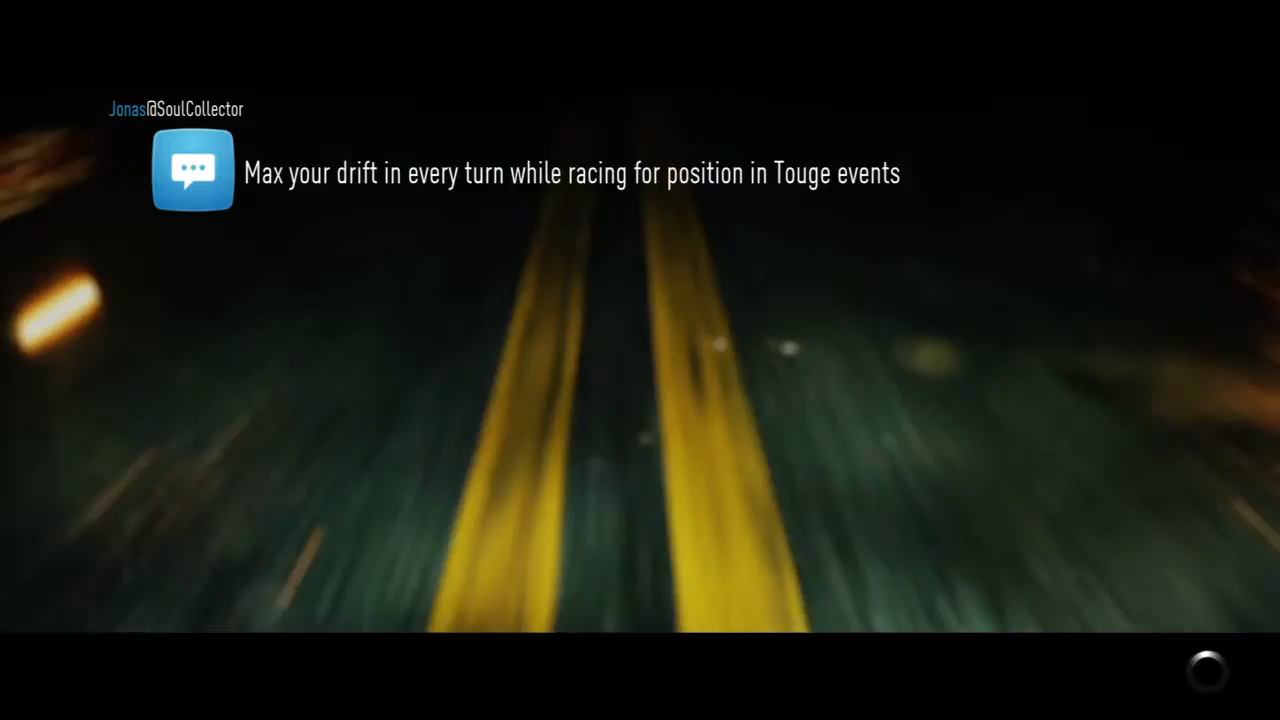 Jonas@SoulCollector
Max your drift in every turn while racing for position in Touge events